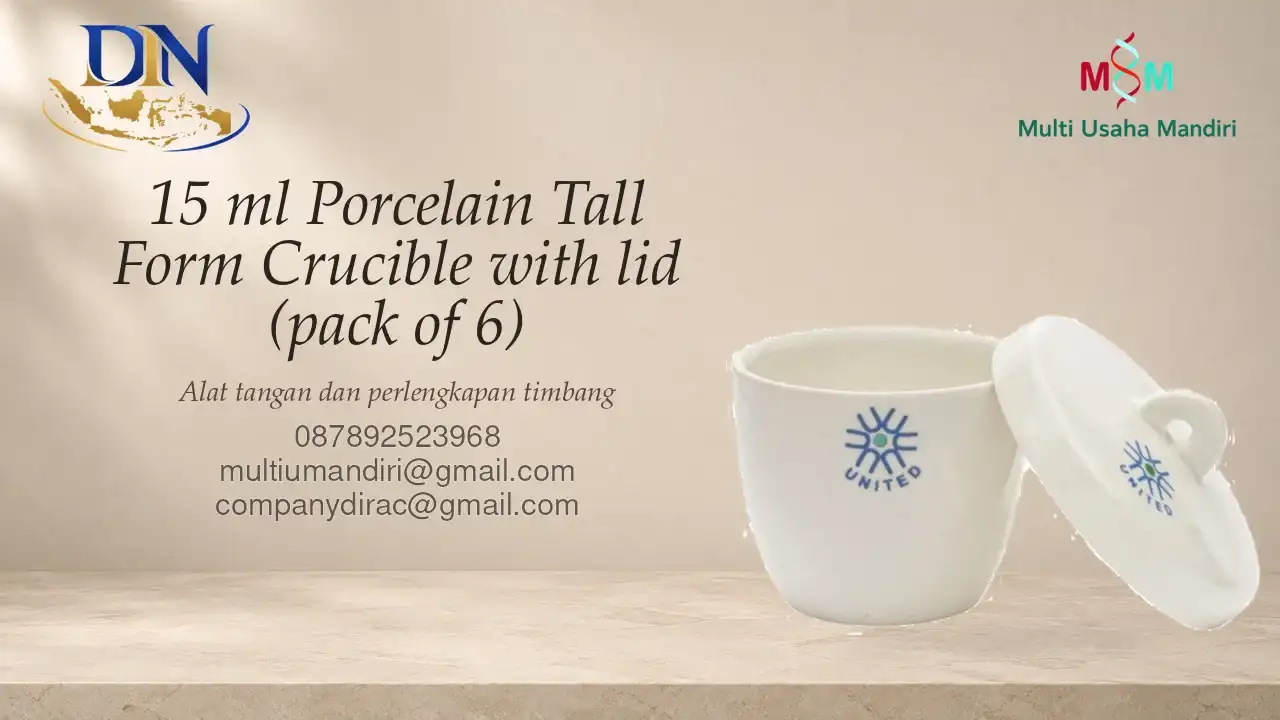 DIN
MSM
Multi Usaha Mandiri
15 ml Porcelain Tall
Form Crucible with lid
(pack of 6)
Alat tangan dan perlengkapan timbang
087892523968
multiumandiri@gmail.com
companydirac@gmail.com
UNITED
UNITED